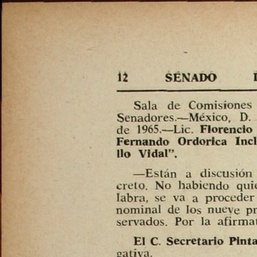 12 SENADO
Sala de Comisiones
Senadores.—México, D.
de 1965.—Lic. Florencio
Fernando Ordorica Incl
llo Vidal".
—Están a discusión
creto. No habiendo quie
labra, se va a proceder
nominal de los nueve pr
servados. Por la afirmat
El C. Secretario Pinta
gativa.